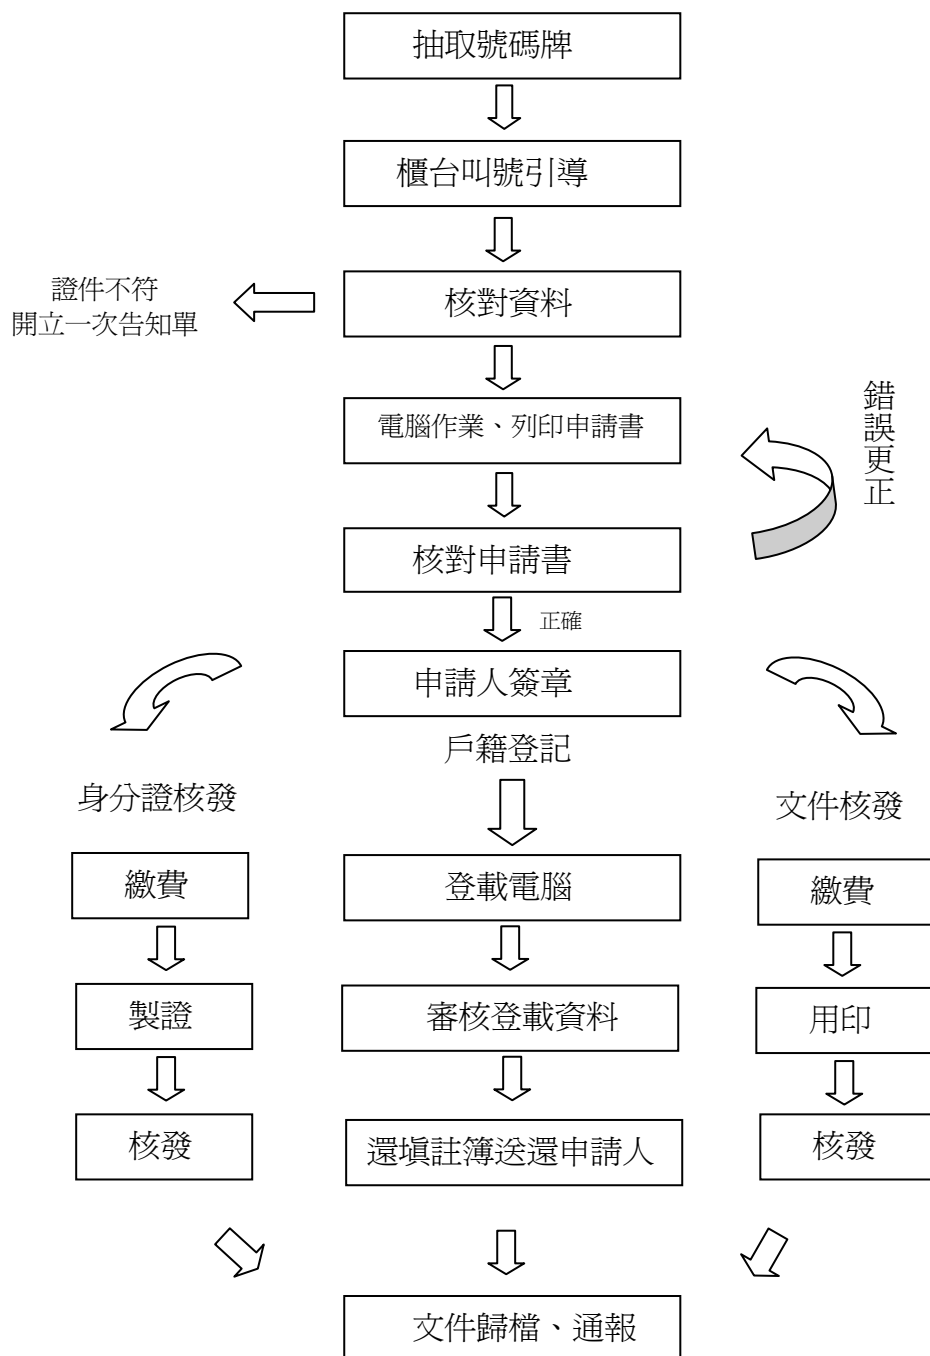 抽取號碼牌
櫃台叫號引導
證件不符
開立一次告知單
核對資料
電腦作業、列印申請書
錯誤更正
核對申請書
正確
申請人簽章
戶籍登記
身分證核發
文件核發
繳費
登載電腦
繳費
製證
審核登載資料
用印
核發
還填註簿送還申請人
核發
文件歸檔、通報